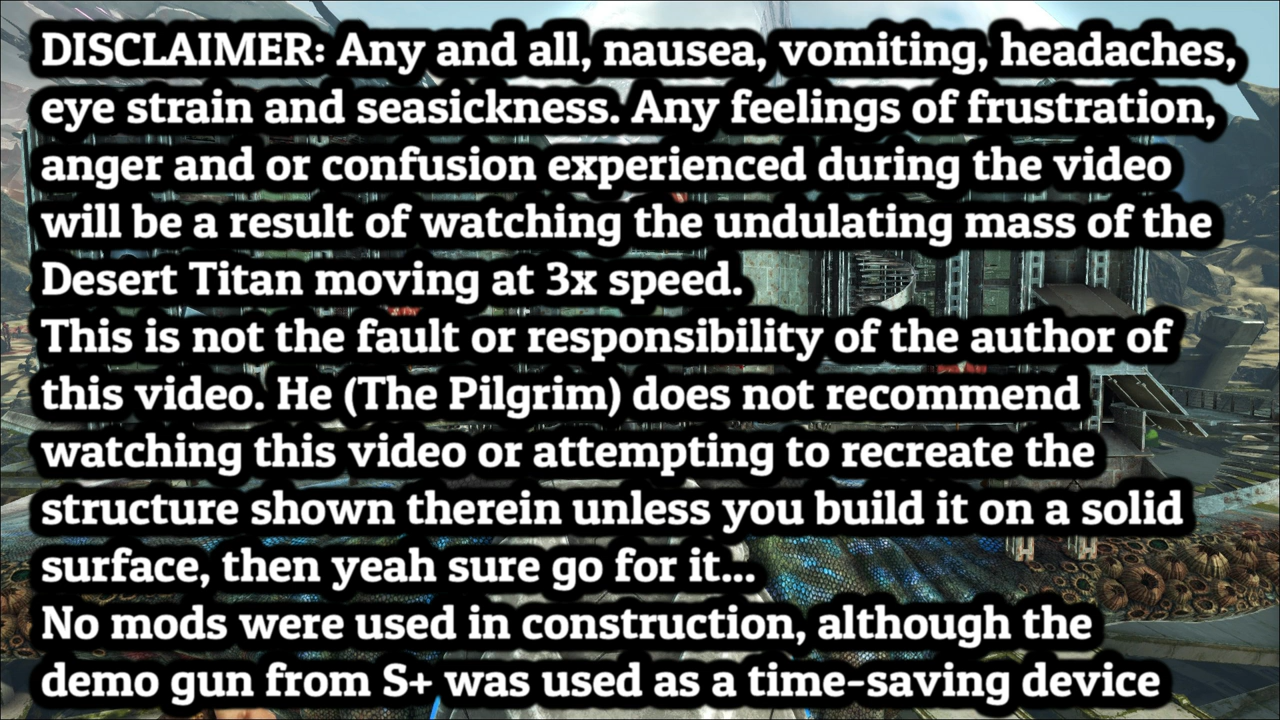 DISCLAIMER: Any and all, nausea, vomiting, headaches,
eye strain and seasickness. Any feelings of frustration,
anger and or confusion experienced during the video
will be a result of watching the undulating mass of the
Desert Titan moving at 3x speed.
This is not the fault or responsibility of the author of
this video. He (The Pilgrim) does not recommend
watching this video or attempting to recreate the
structure shown therein unless you build it on a solid
surface, then yeah sure go for it...
No mods were used in construction, although the
demo gun from S+ was used as a time-saving device